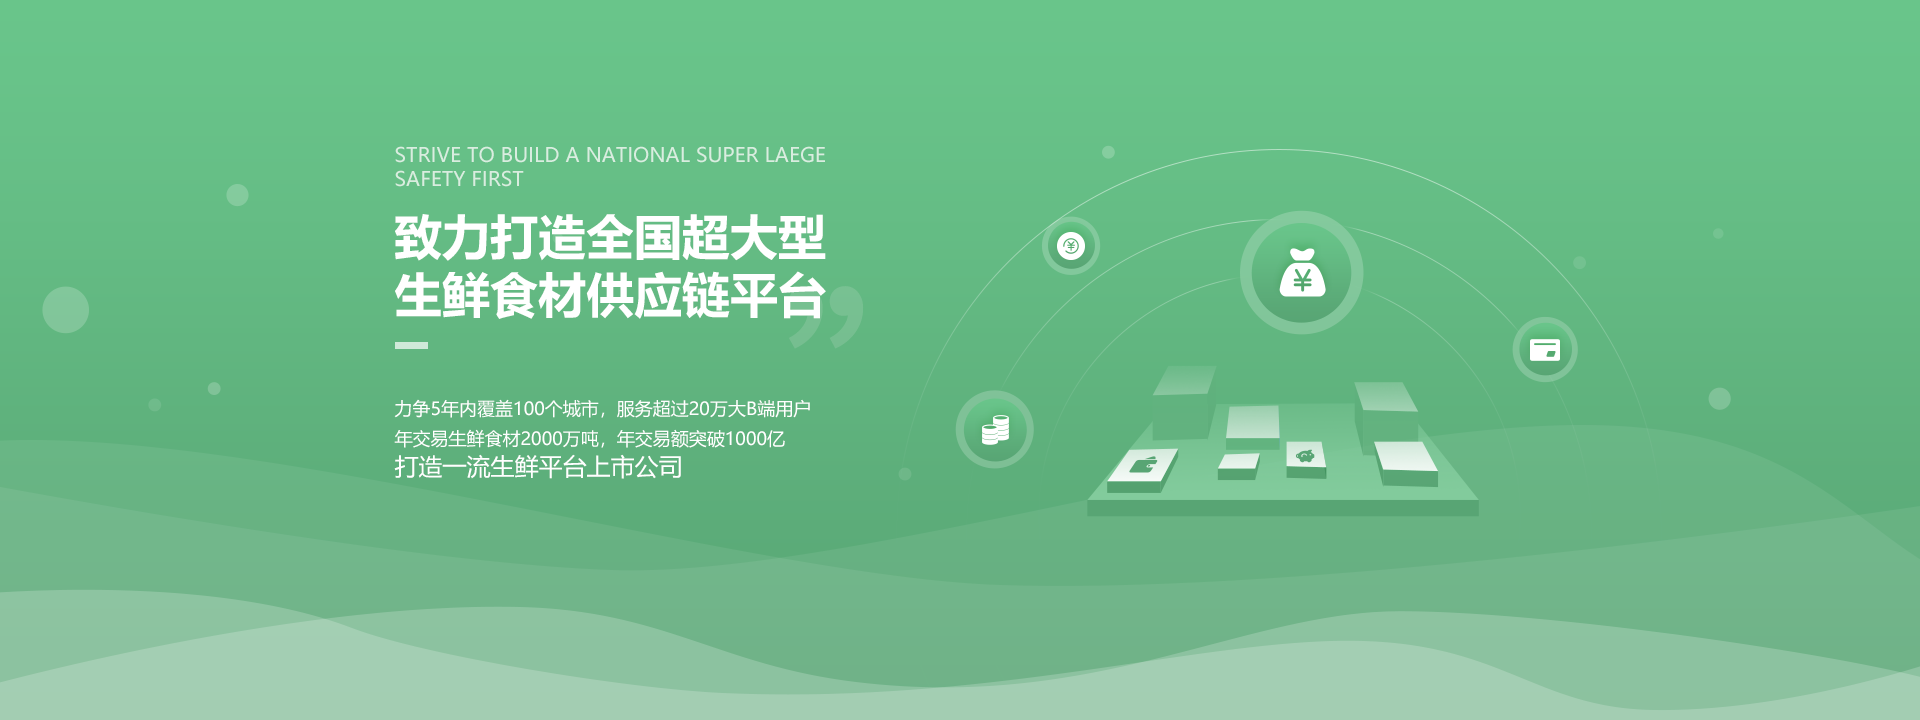 STRIVE TO BUILD A NATIONAL SUPER LAEGE
SAFETY FIRST
致力打造全国超大型
生鲜食材供应链平台
力争5年内覆盖100个城市，服务超过20万大B端用户
年交易生鲜食材2000万吨，年交易额突破1000亿
打造一流生鲜平台上市公司